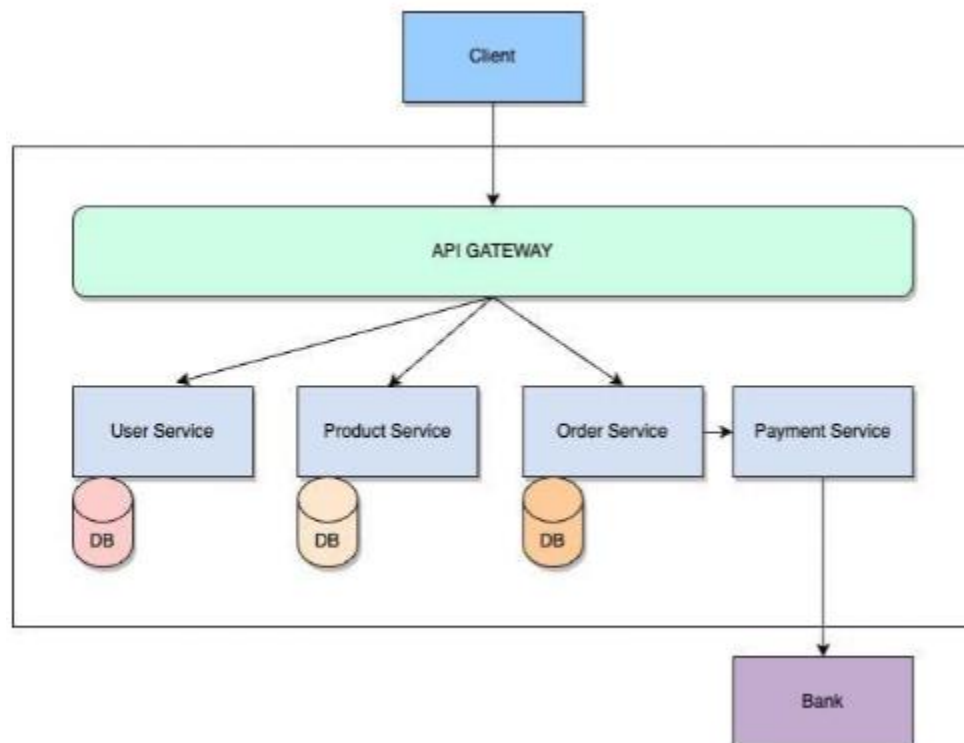 Client
API GATEWAY
User Service
Product Service
Order Service
Payment Service
DB
DB
DB
Bank